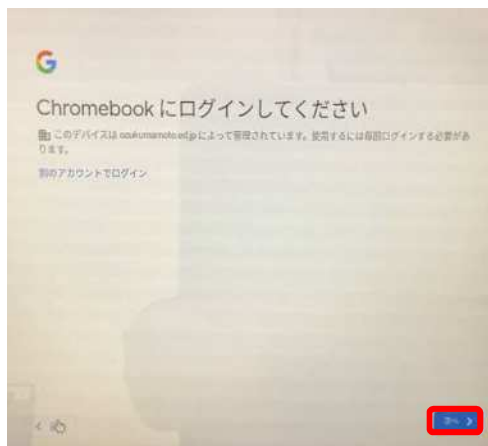 G
Chromebook にログインしてください
このデバイスは によって管理されています。使用するには毎回ログインする必要があ
ります。
別のアカウントでログイン
次へ